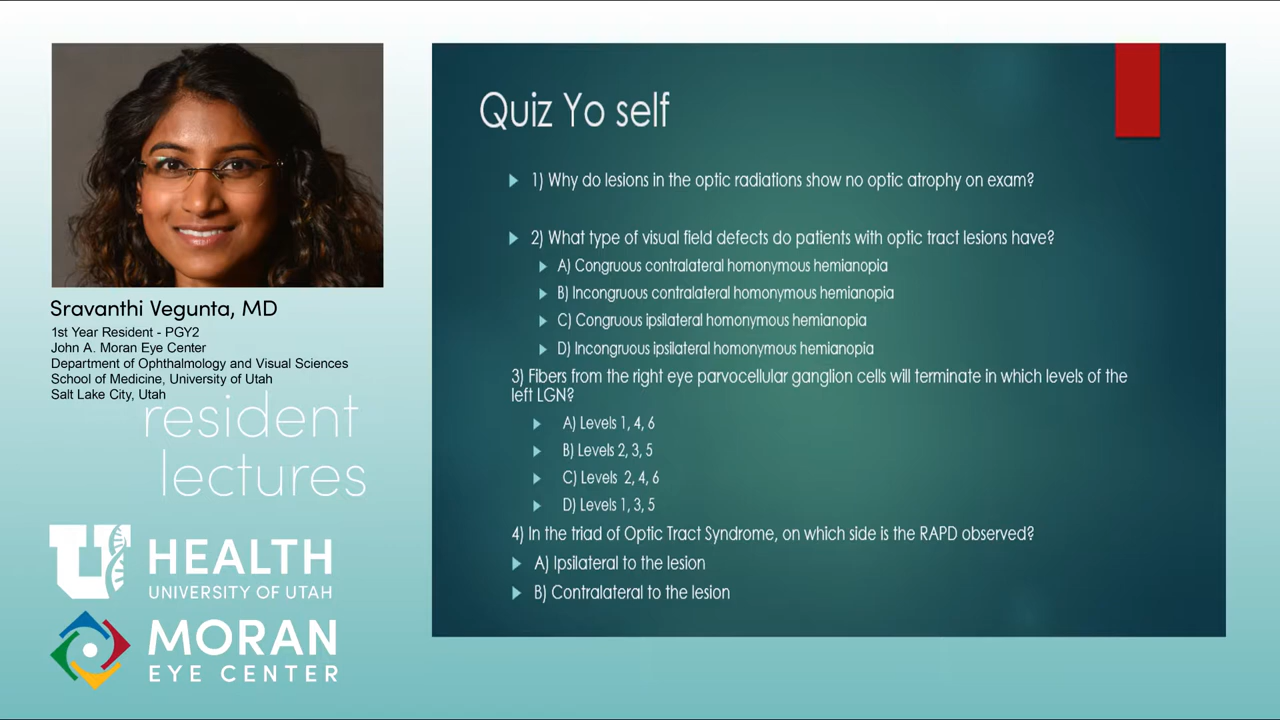 Sravanthi Vegunta, MD
1st Year Resident - PGY2
John A. Moran Eye Center
Department of Ophthalmology and Visual Sciences
School of Medicine, University of Utah
Salt Lake City, Utah
resident
lectures
U HEALTH
UNIVERSITY OF UTAH
MORAN
EYE CENTER
Quiz Yo self
1) Why do lesions in the optic radiations show no optic atrophy on exam?
2) What type of visual field defects do patients with optic tract lesions have?
A) Congruous contralateral homonymous hemianopia
B) Incongruous contralateral homonymous hemianopia
C) Congruous ipsilateral homonymous hemianopia
D) Incongruous ipsilateral homonymous hemianopia
3) Fibers from the right eye parvocellular ganglion cells will terminate in which levels of the
left LGN?
A) Levels 1, 4, 6
B) Levels 2, 3, 5
C) Levels 2, 4, 6
D) Levels 1, 3, 5
4) In the triad of Optic Tract Syndrome, on which side is the RAPD observed?
A) Ipsilateral to the lesion
B) Contralateral to the lesion